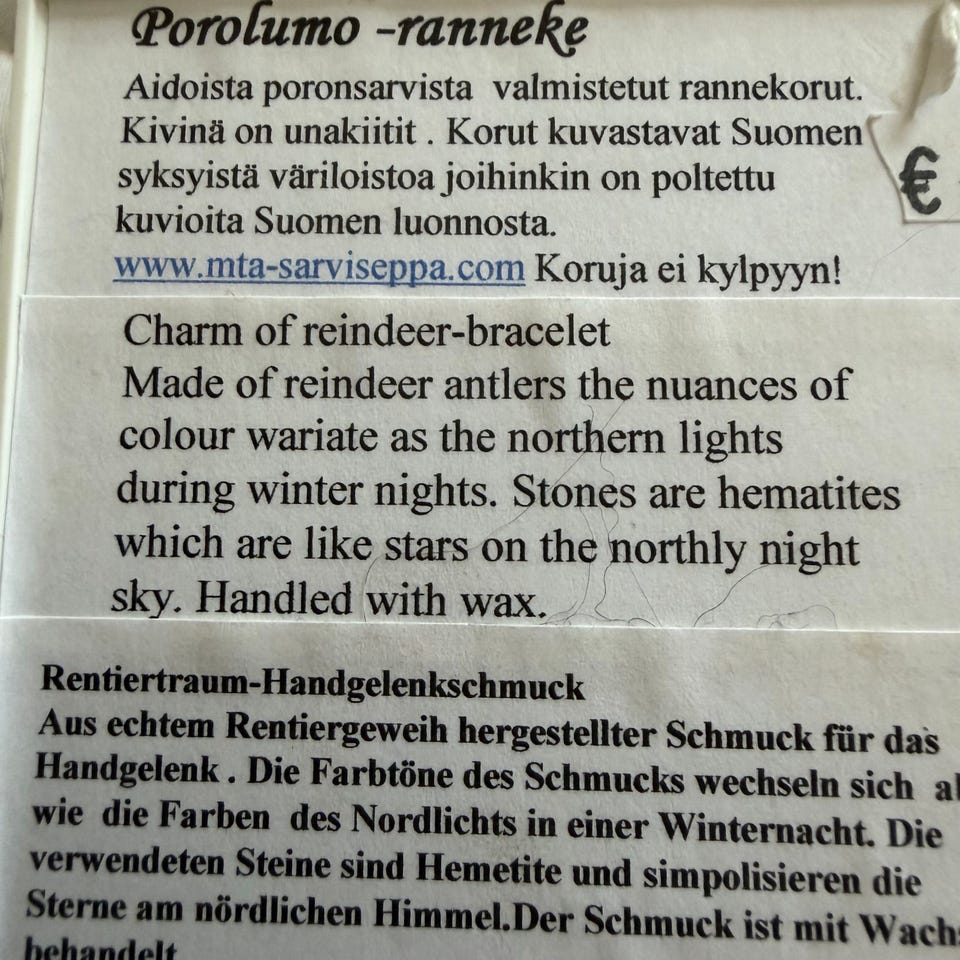 Porolumo -ranneke
Aidoista poronsarvista valmistetut rannekorut.
Kivinä on unakiitit . Korut kuvastavat Suomen
€
syksyistä väriloistoa joihinkin on poltettu
kuvioita Suomen luonnosta.
www.mta-sarviseppa.com Koruja ei kylpyyn!
Charm of reindeer-bracelet
Made of reindeer antlers the nuances of
colour wariate as the northern lights
during winter nights. Stones are hematites
which are like stars on the northly night
sky. Handled with wax.
Rentiertraum-Handgelenkschmuck
Aus echtem Rentiergeweih hergestellter Schmuck für das
Handgelenk . Die Farbtöne des Schmucks wechseln sich
wie die Farben des Nordlichts in einer Winternacht. Die
verwendeten Steine sind Hemetite und simpolisieren die
Sterne am nördlichen Himmel.Der Schmuck ist mit Wachs
behandelt